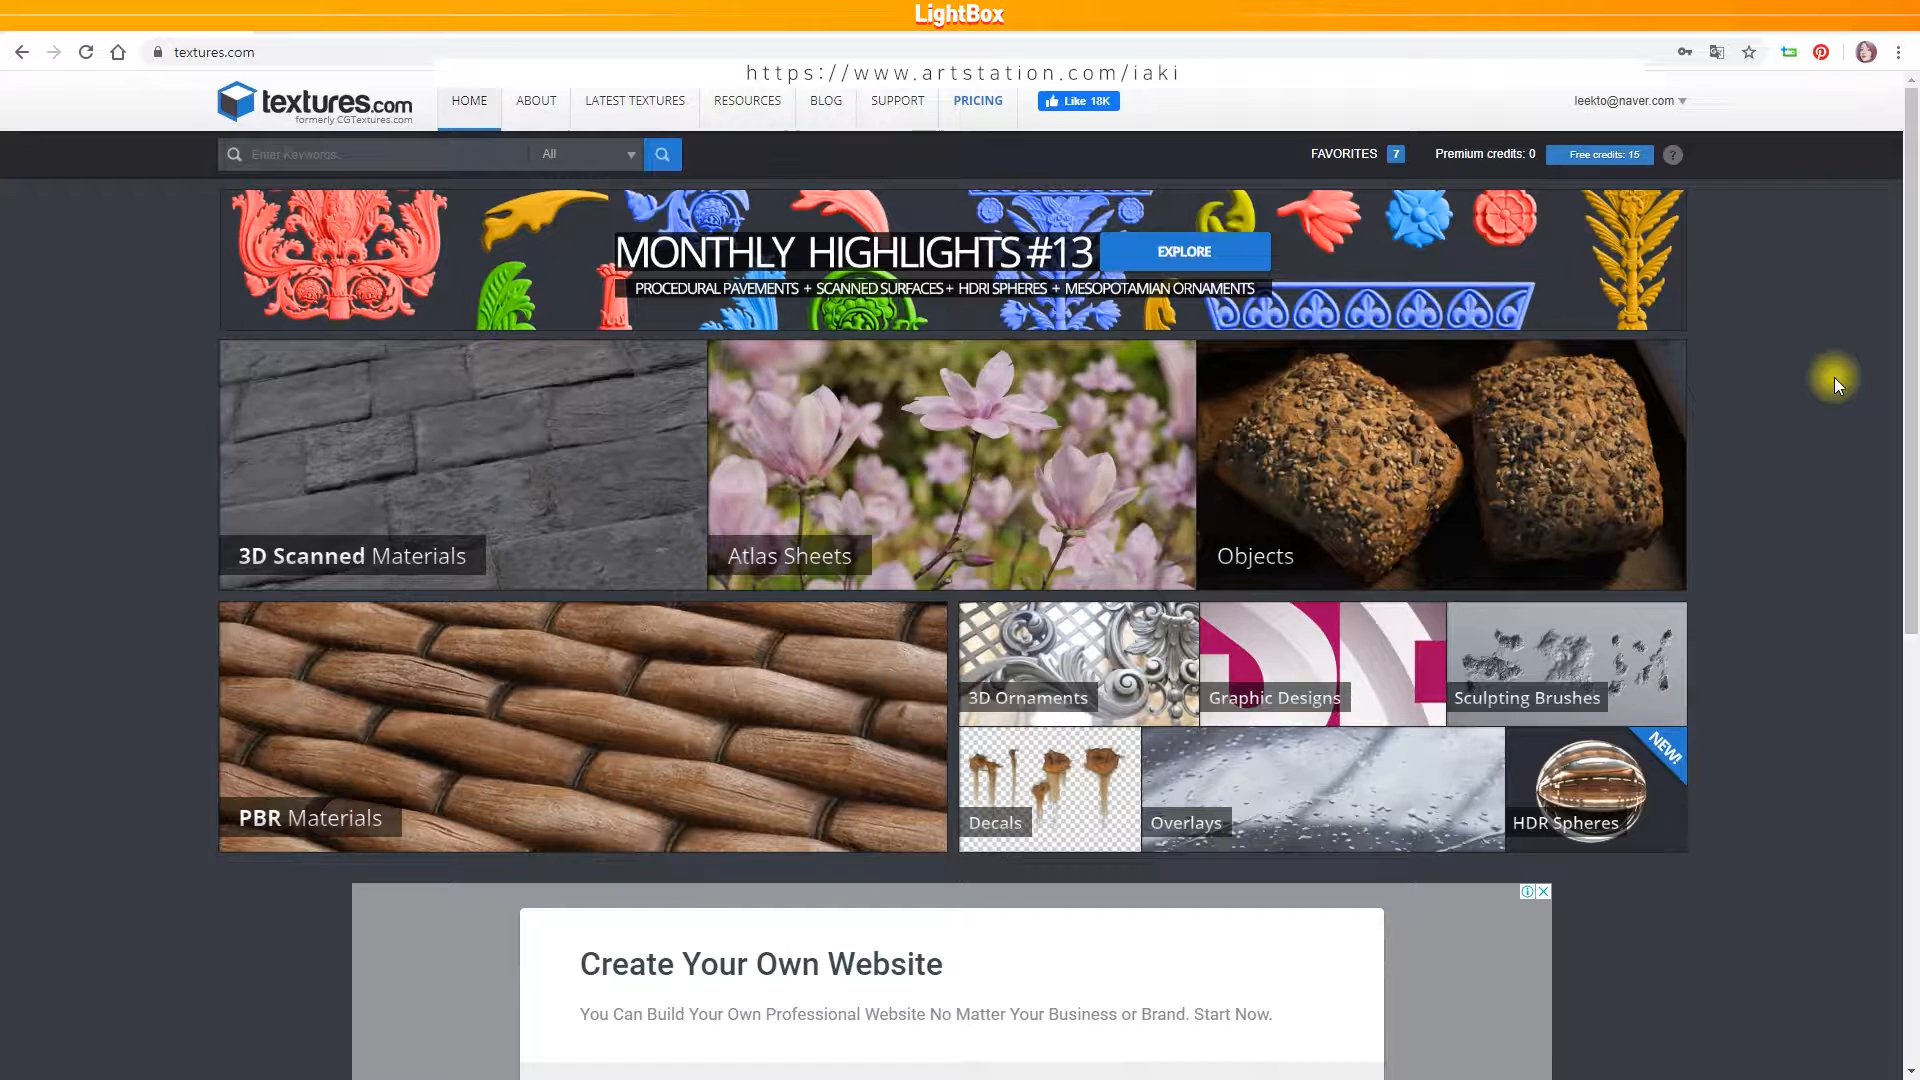 LightBox
textures.com
https://www.artstation.com/iaki
textures.com
formerly CGTextures.com
HOME
ABOUT
LATEST TEXTURES
RESOURCES
BLOG
SUPPORT
PRICING
Like 18K
leekto@naver.com
Enter Keywords..
All
FAVORITES 7
Premium credits: 0
Free credits: 15
?
MONTHLY HIGHLIGHTS #13
EXPLORE
PROCEDURAL PAVEMENTS + SCANNED SURFACES + HDRI SPHERES + MESOPOTAMIAN ORNAMENTS
3D Scanned Materials
Atlas Sheets
Objects
PBR Materials
3D Ornaments
Graphic Designs
Sculpting Brushes
Decals
Overlays
HDR Spheres
NEW!
Create Your Own Website
You Can Build Your Own Professional Website No Matter Your Business or Brand. Start Now.